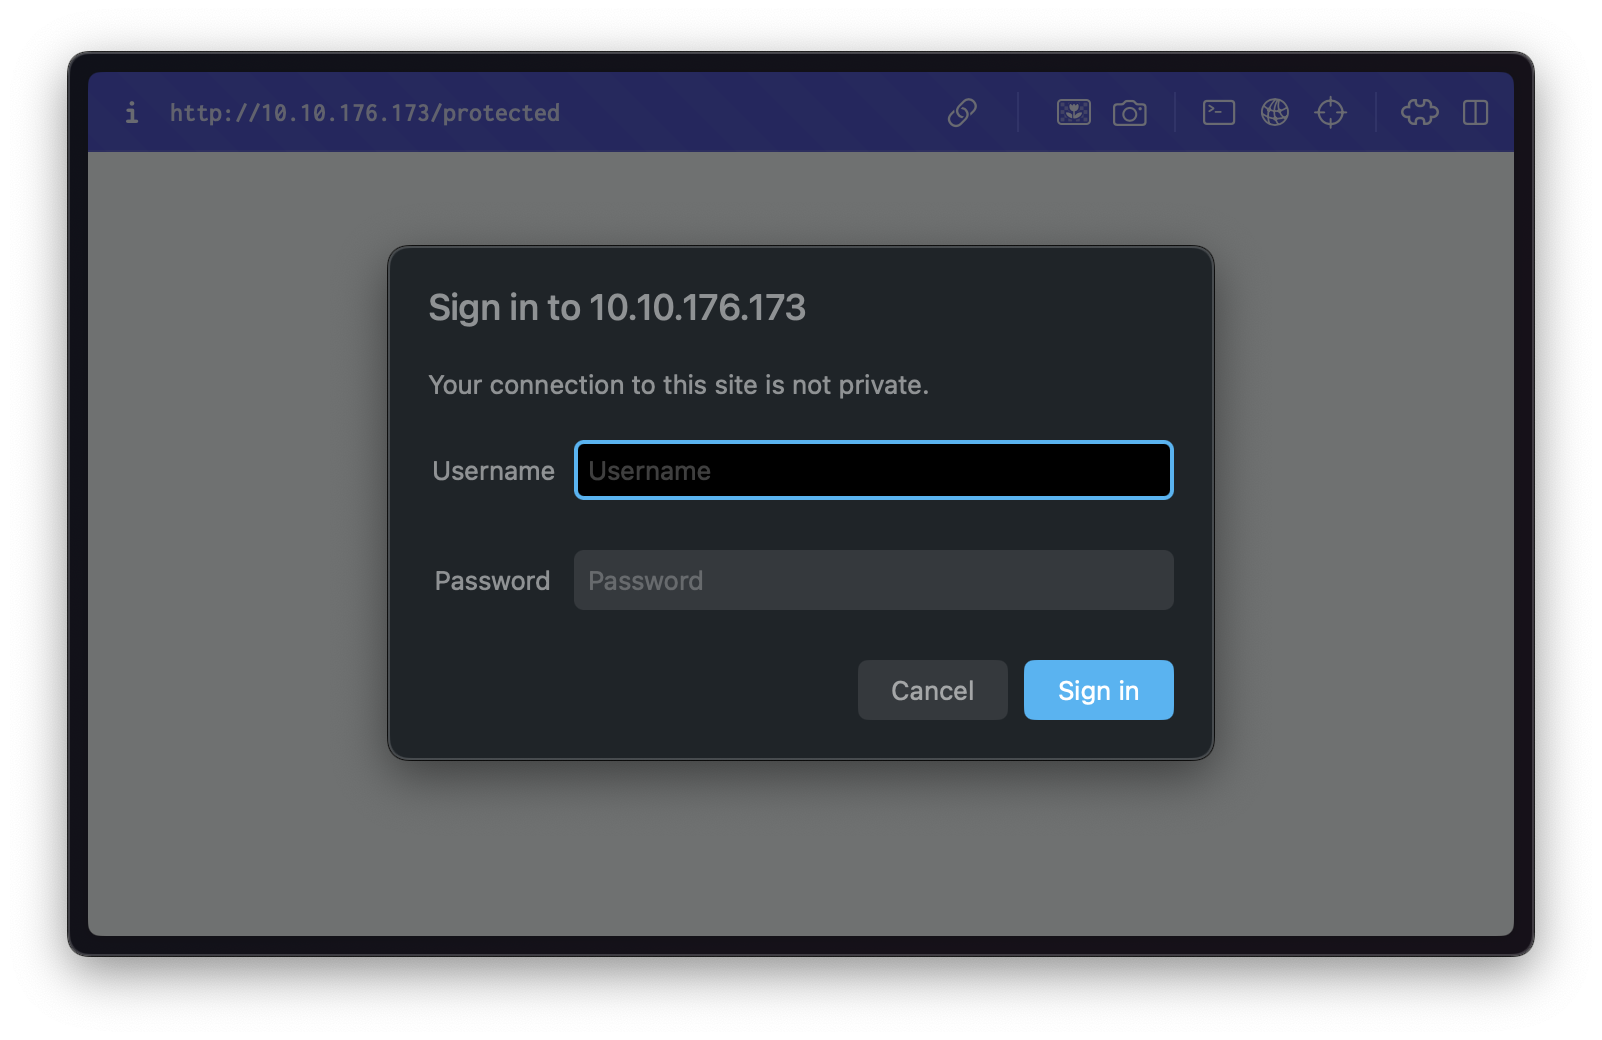 i http://10.10.176.173/protected
Sign in to 10.10.176.173
Your connection to this site is not private.
Username Username
Password Password
Cancel Sign in